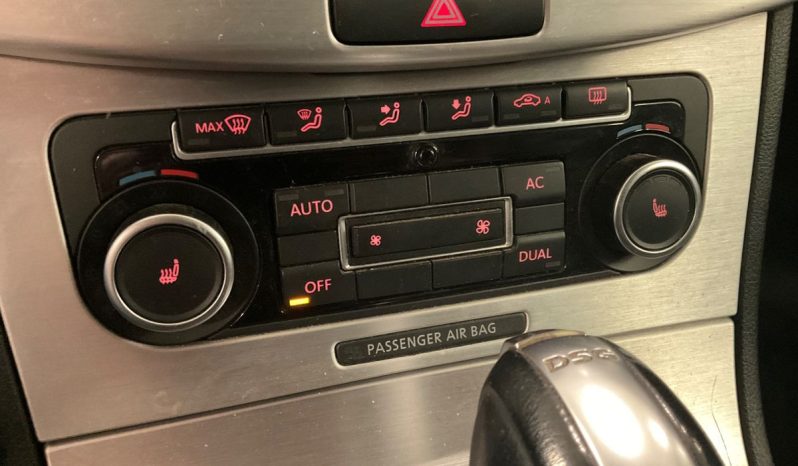 MAX
A
AUTO
AC
OFF
DUAL
PASSENGER AIR BAG
DSG